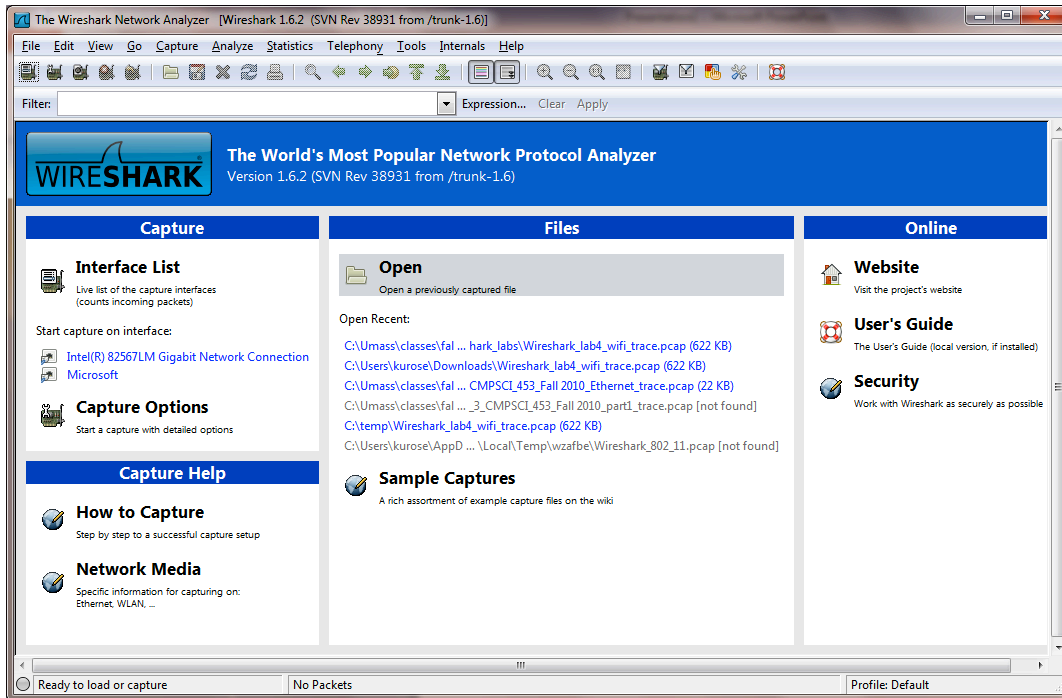 The Wireshark Network Analyzer [Wireshark 1.6.2 (SVN Rev 38931 from /trunk-1.6)]
File Edit View Go Capture Analyze Statistics Telephony Tools Internals Help
Filter: Expression... Clear Apply
WIRESHARK
The World's Most Popular Network Protocol Analyzer
Version 1.6.2 (SVN Rev 38931 from /trunk-1.6)
Capture
Interface List
Live list of the capture interfaces
(counts incoming packets)
Start capture on interface:
Intel(R) 82567LM Gigabit Network Connection
Microsoft
Capture Options
Start a capture with detailed options
Capture Help
How to Capture
Step by step to a successful capture setup
Network Media
Specific information for capturing on:
Ethernet, WLAN, ...
Files
Open
Open a previously captured file
Open Recent:
C:\Umass\classes\fal ... hark_labs\Wireshark_lab4_wifi_trace.pcap (622 KB)
C:\Users\kurose\Downloads\Wireshark_lab4_wifi_trace.pcap (622 KB)
C:\Umass\classes\fal ... CMPSCI_453_Fall 2010_Ethernet_trace.pcap (22 KB)
C:\Umass\classes\fal ... _3_CMPSCI_453_Fall 2010_part1_trace.pcap [not found]
C:\temp\Wireshark_lab4_wifi_trace.pcap (622 KB)
C:\Users\kurose\AppD ... \Local\Temp\wzafbe\Wireshark_802_11.pcap [not found]
Sample Captures
A rich assortment of example capture files on the wiki
Online
Website
Visit the project's website
User's Guide
The User's Guide (local version, if installed)
Security
Work with Wireshark as securely as possible
Ready to load or capture
No Packets
Profile: Default